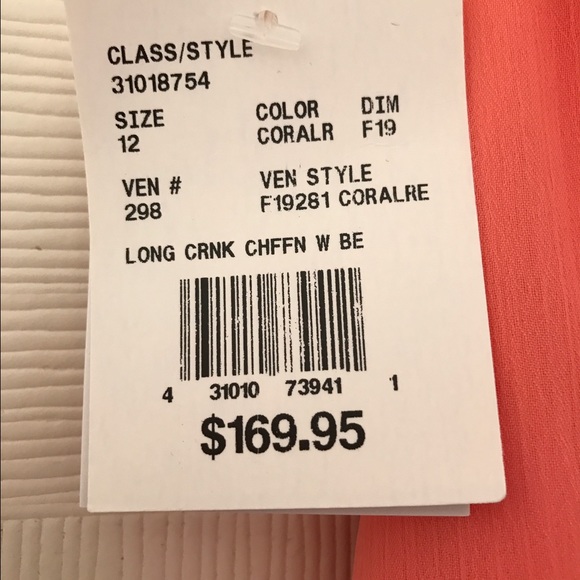 CLASS/STYLE
31018754
SIZE COLOR DIM
12 CORALR F19
VEN # VEN STYLE
298 F19281 CORALRE
LONG CRNK CHFFN W BE
4 31010 73941 1
$169.95